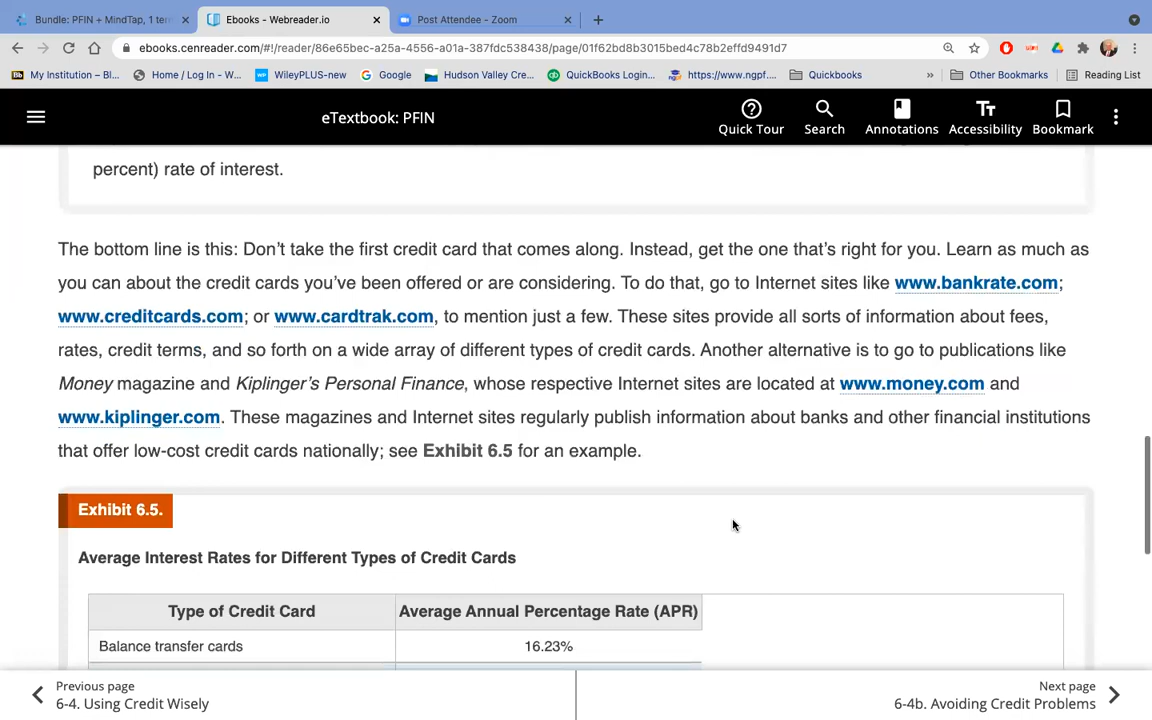 Bundle: PFIN + MindTap, 1 ter
Ebooks - Webreader.io
Post Attendee - Zoom
ebooks.cenreader.com/#!/reader/86e65bec-a25a-4556-a01a-387fdc538438/page/01f62bd8b3015bed4c78b2effd9491d7
My Institution – Bl...
Home / Log In - W...
WilePLUS-new
Google
Hudson Valley Cre...
QuickBooks Login...
https://www.ngpf....
Quickbooks
»
Other Bookmarks
Reading List
eTextbook: PFIN
Quick Tour
Search
Annotations
Accessibility
Bookmark
percent) rate of interest.
The bottom line is this: Don’t take the first credit card that comes along. Instead, get the one that’s right for you. Learn as much as
you can about the credit cards you’ve been offered or are considering. To do that, go to Internet sites like www.bankrate.com;
www.creditcards.com; or www.cardtrak.com, to mention just a few. These sites provide all sorts of information about fees,
rates, credit terms, and so forth on a wide array of different types of credit cards. Another alternative is to go to publications like
Money magazine and Kiplinger’s Personal Finance, whose respective Internet sites are located at www.money.com and
www.kiplinger.com. These magazines and Internet sites regularly publish information about banks and other financial institutions
that offer low-cost credit cards nationally; see Exhibit 6.5 for an example.
Exhibit 6.5.
Average Interest Rates for Different Types of Credit Cards
Type of Credit Card
Average Annual Percentage Rate (APR)
Balance transfer cards
16.23%
Previous page
6-4. Using Credit Wisely
Next page
6-4b. Avoiding Credit Problems